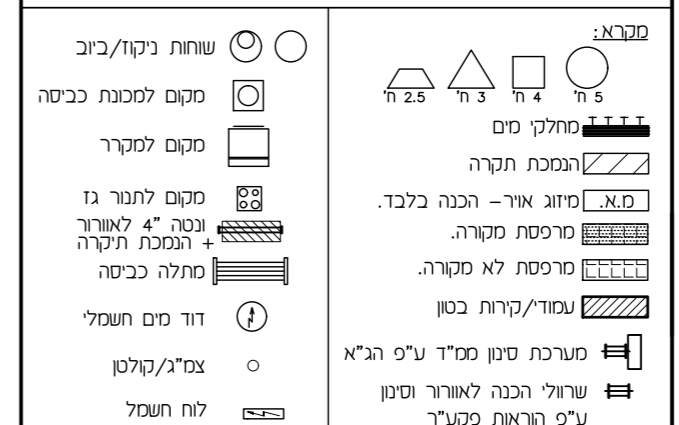 מקרא:
5 ח'
4 ח'
3 ח'
2.5 ח'
מחלקי מים
הנמכת תקרה
מ.א. מיזוג אויר – הכנה בלבד.
מרפסת מקורה.
מרפסת לא מקורה.
עמודי/קירות בטון
מערכת סינון ממ"ד ע"פ הג"א
שרוולי הכנה לאוורור וסינון
ע"פ הוראות פקע"ר
שוחות ניקוז/ביוב
מקום למכונת כביסה
מקום למקרר
מקום לתנור גז
ונטה "4 לאוורור
+ הנמכת תיקרה
מתלה כביסה
דוד מים חשמלי
צמ"ג/קולטן
לוח חשמל